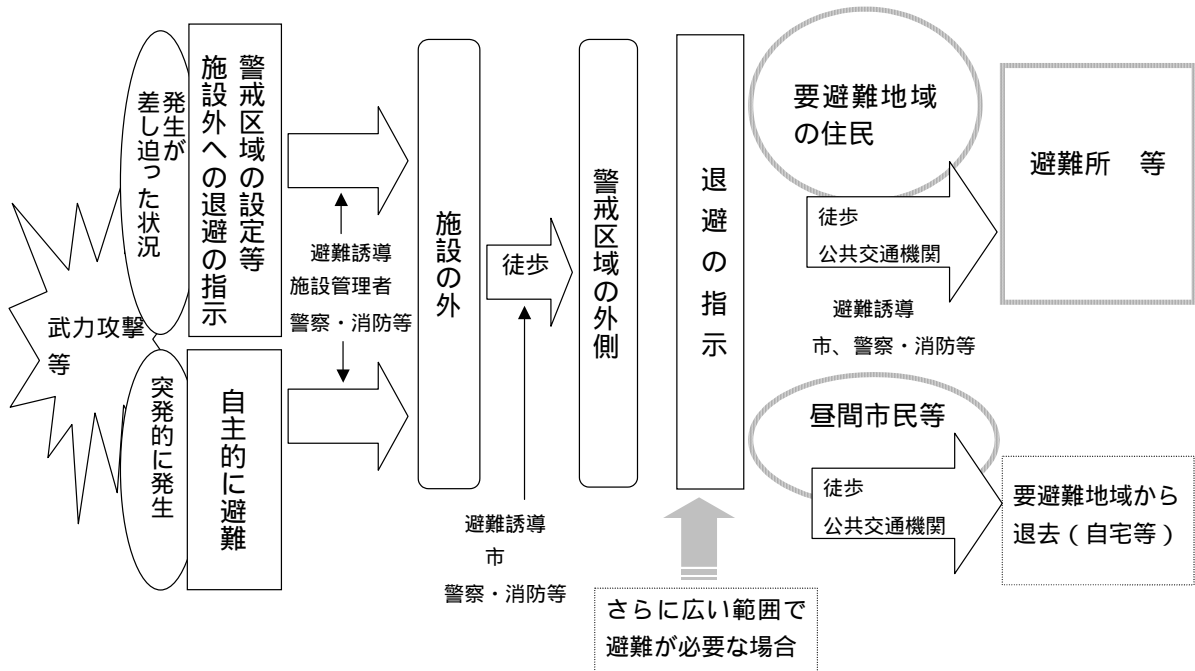 武力攻撃
等
発生が
差し迫った状況
警戒区域の設定等
施設外への退避の指示
突発的に発生
自主的に避難
避難誘導
施設管理者
警察・消防等
施設の外
徒歩
避難誘導
市
警察・消防等
警戒区域の外側
退避の指示
さらに広い範囲で
避難が必要な場合
要避難地域
の住民
徒歩
公共交通機関
避難誘導
市、警察・消防等
避難所　等
昼間市民等
徒歩
公共交通機関
要避難地域から
退去（自宅等）